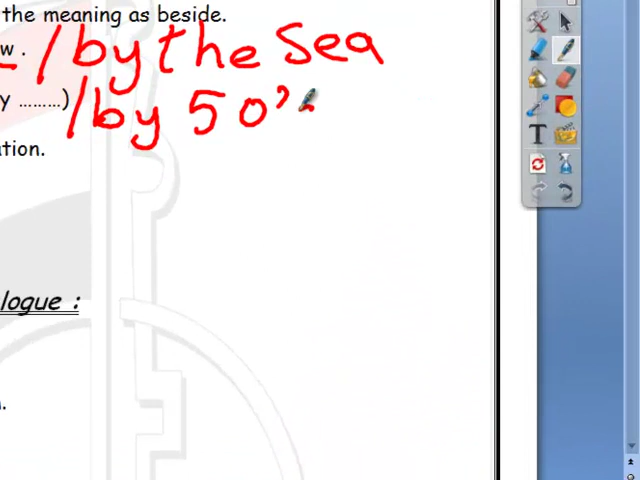 the meaning as beside.
w . / by the Sea
y .........) / by 50'
ation.
logue :